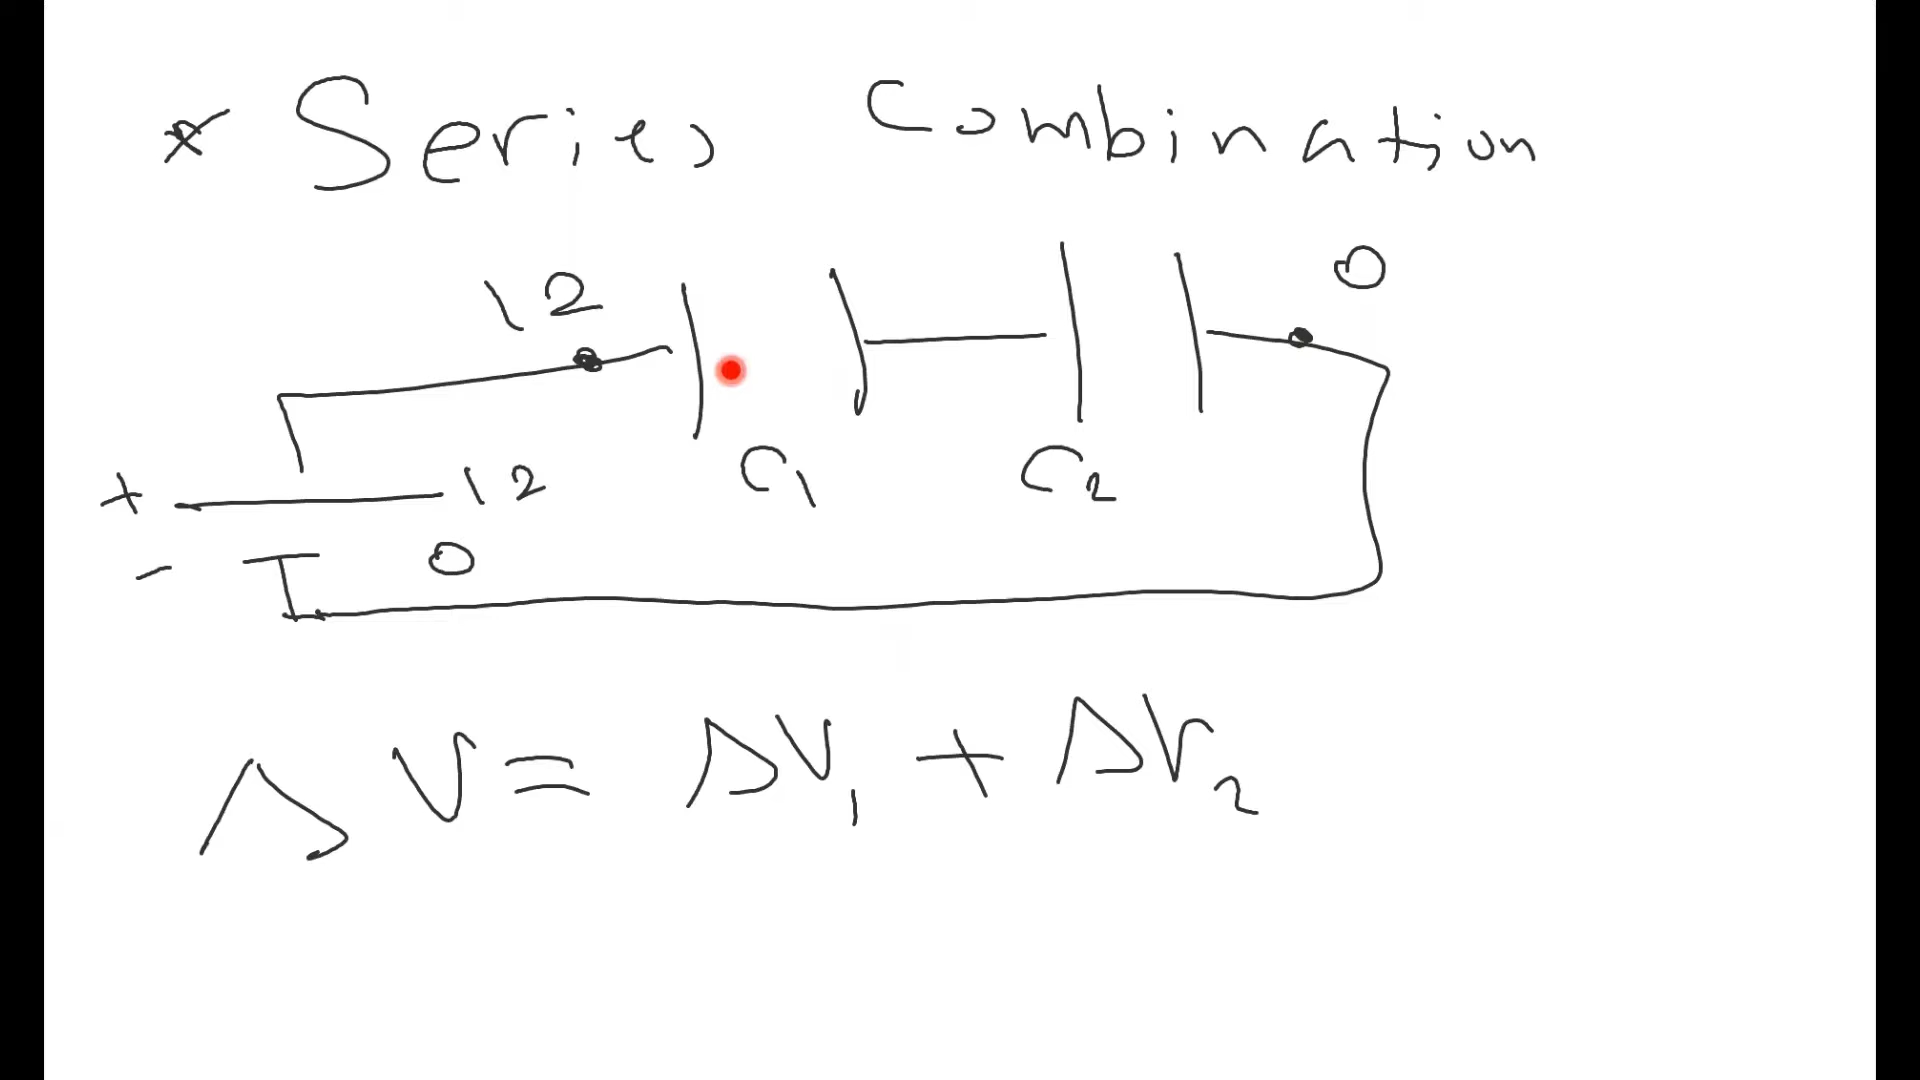 * Series Combination
12
0
+ 12
C1 C2
- 0
ΔV = ΔV1 + ΔV2